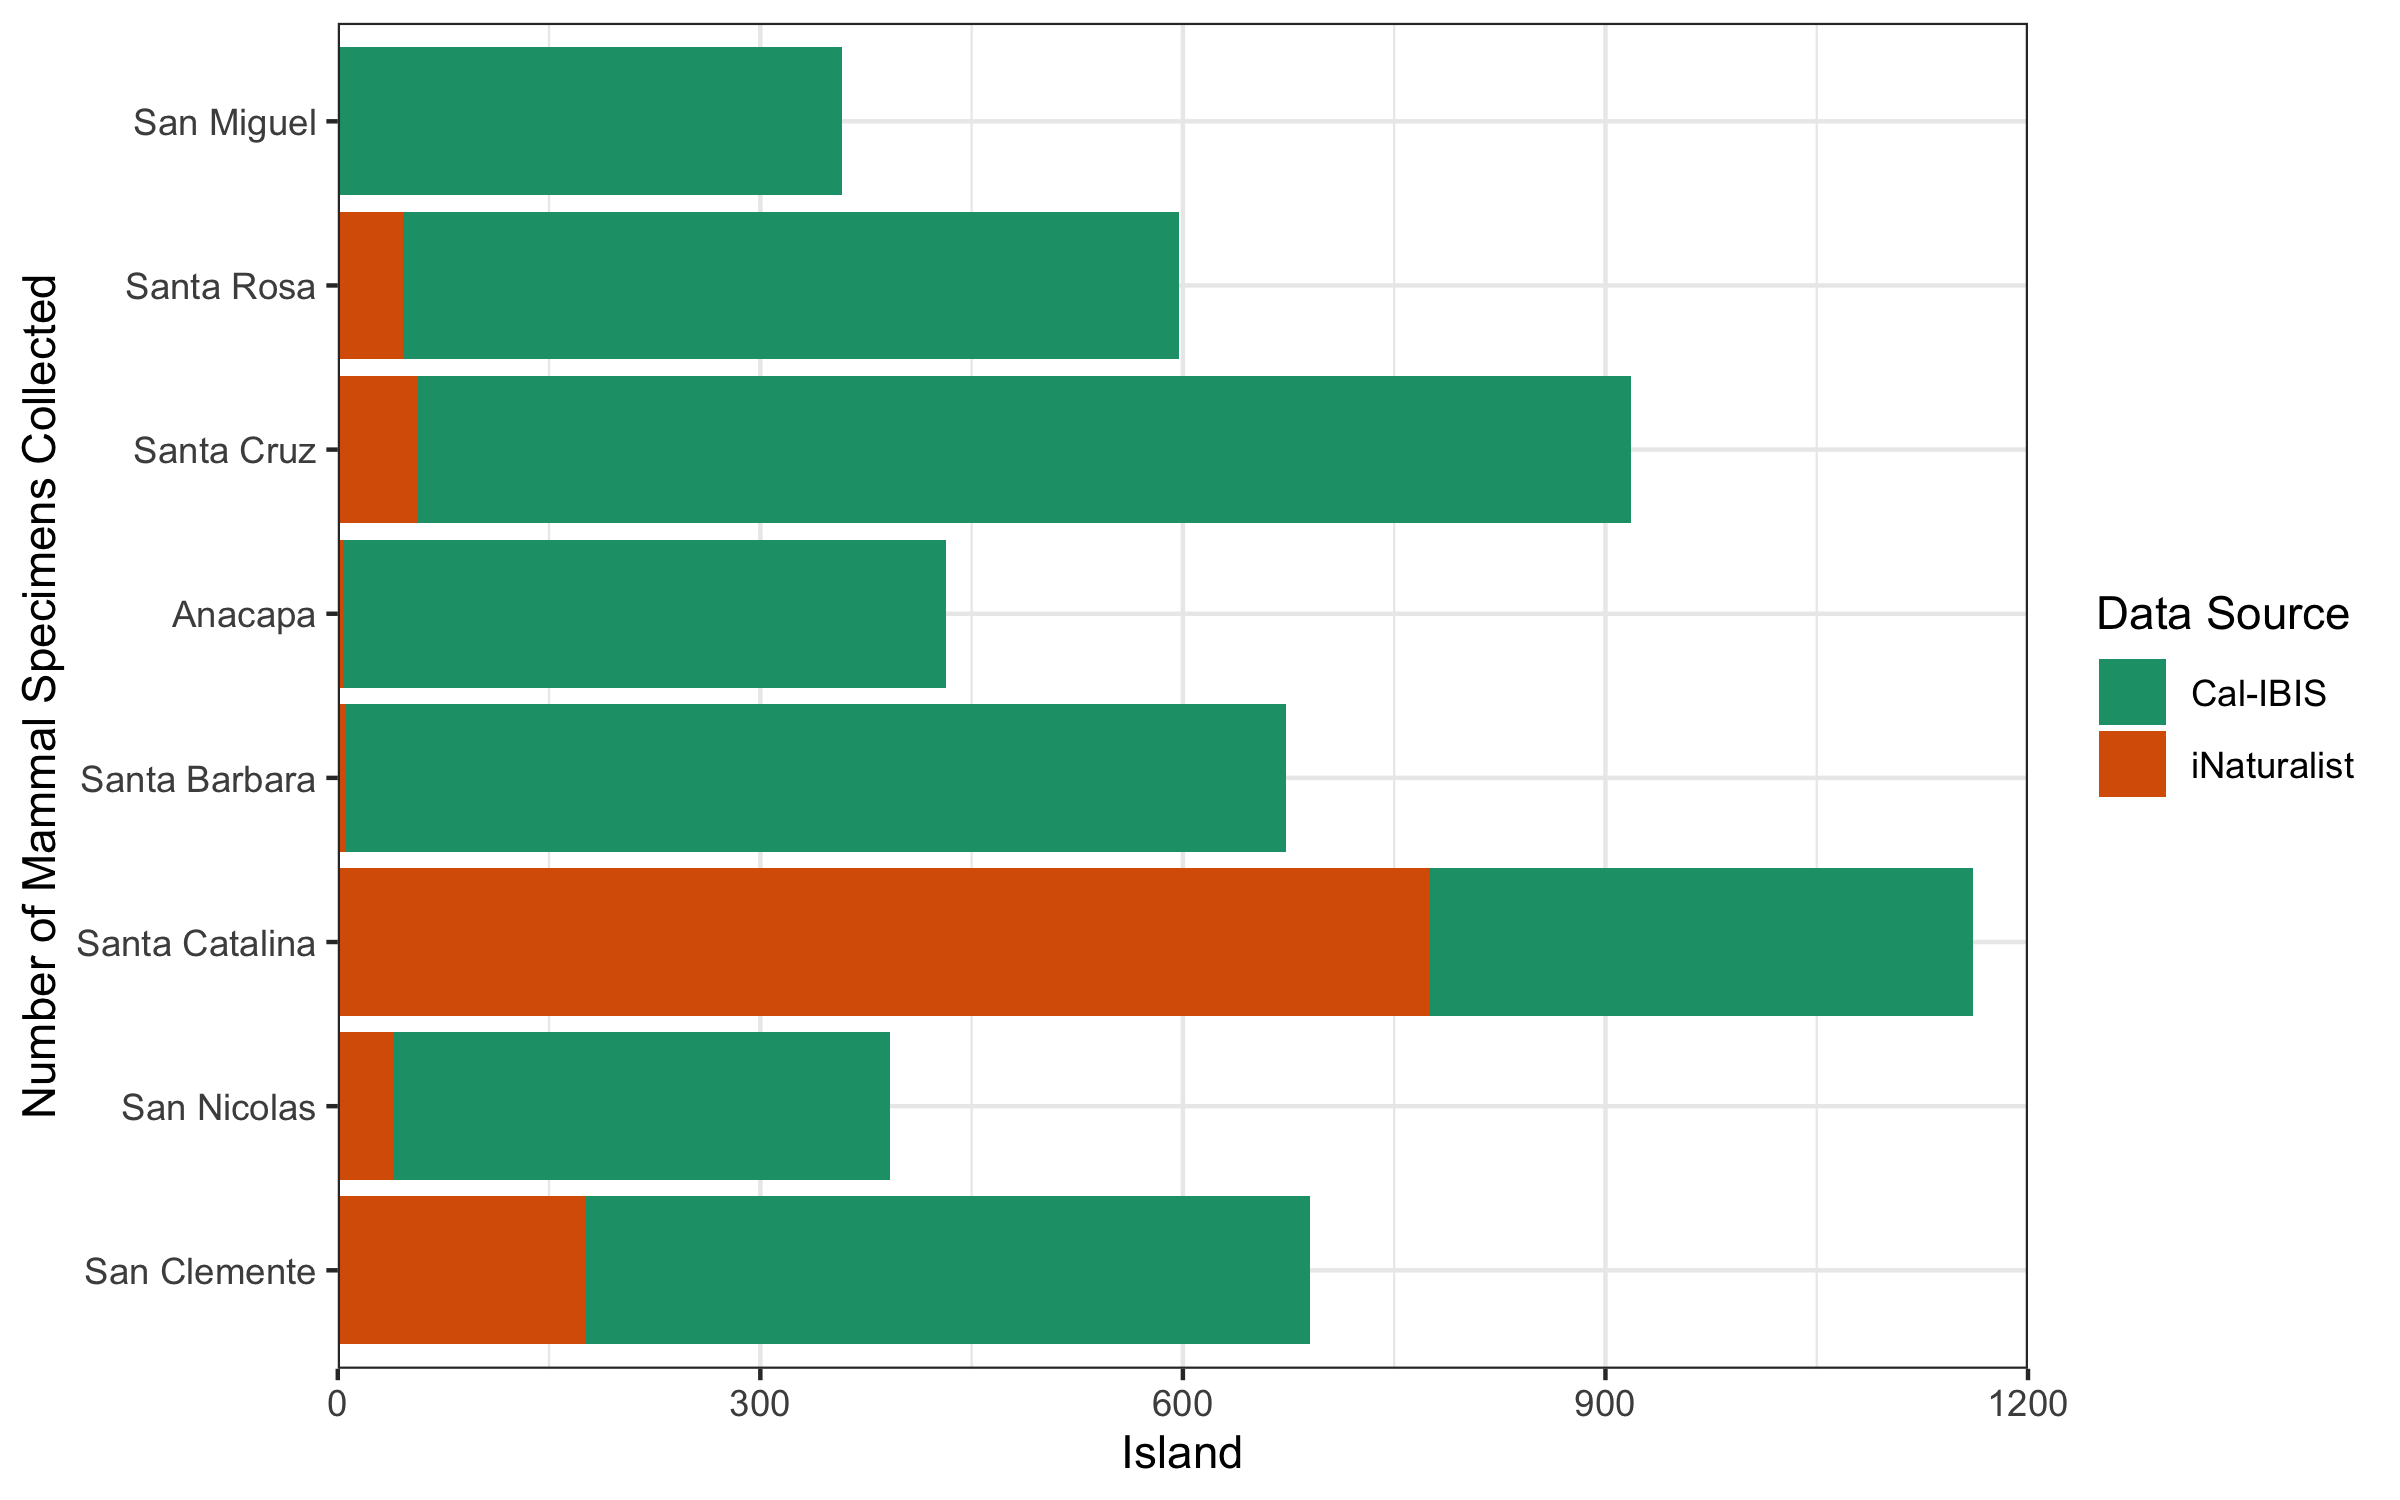 Number of Mammal Specimens Collected
San Miguel
Santa Rosa
Santa Cruz
Anacapa
Santa Barbara
Santa Catalina
San Nicolas
San Clemente
0 300 600 900 1200
Island
Data Source
Cal-IBIS
iNaturalist